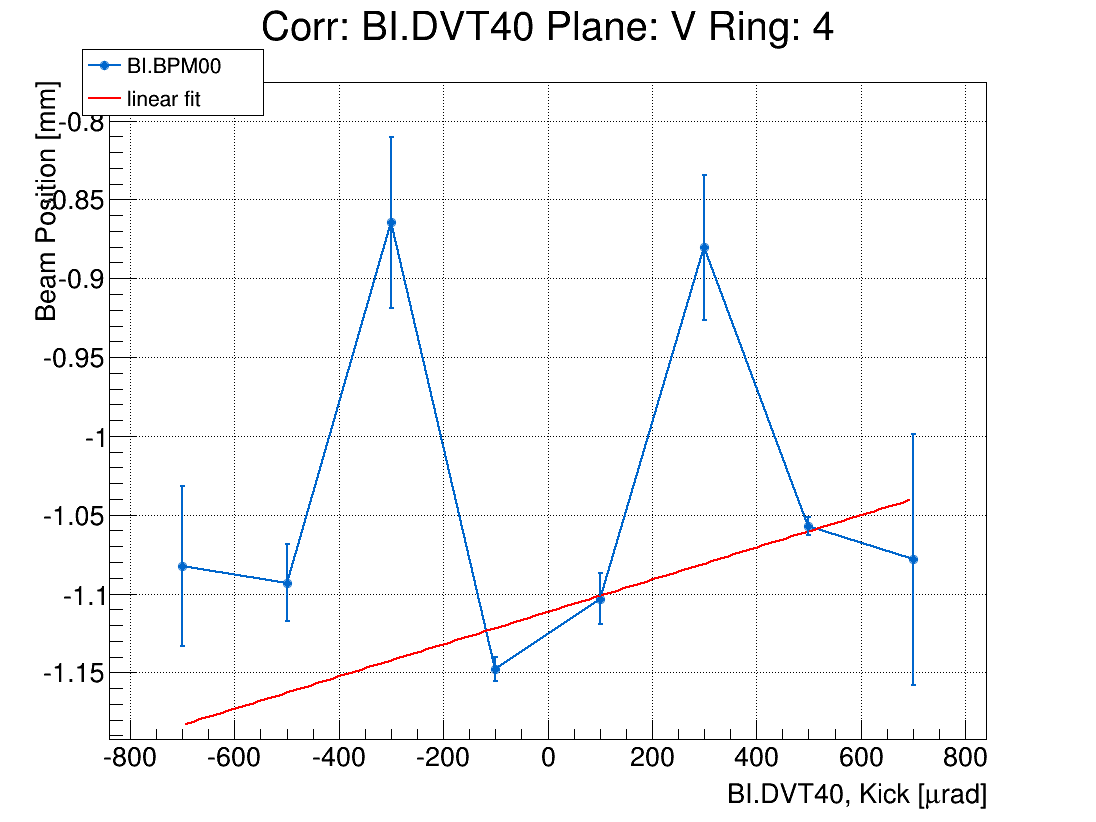 Corr: BI.DVT40 Plane: V Ring: 4
BI.BPM00
linear fit
Beam Position [mm]
-0.8
-0.85
-0.9
-0.95
-1
-1.05
-1.1
-1.15
-800 -600 -400 -200 0 200 400 600 800
BI.DVT40, Kick [μrad]